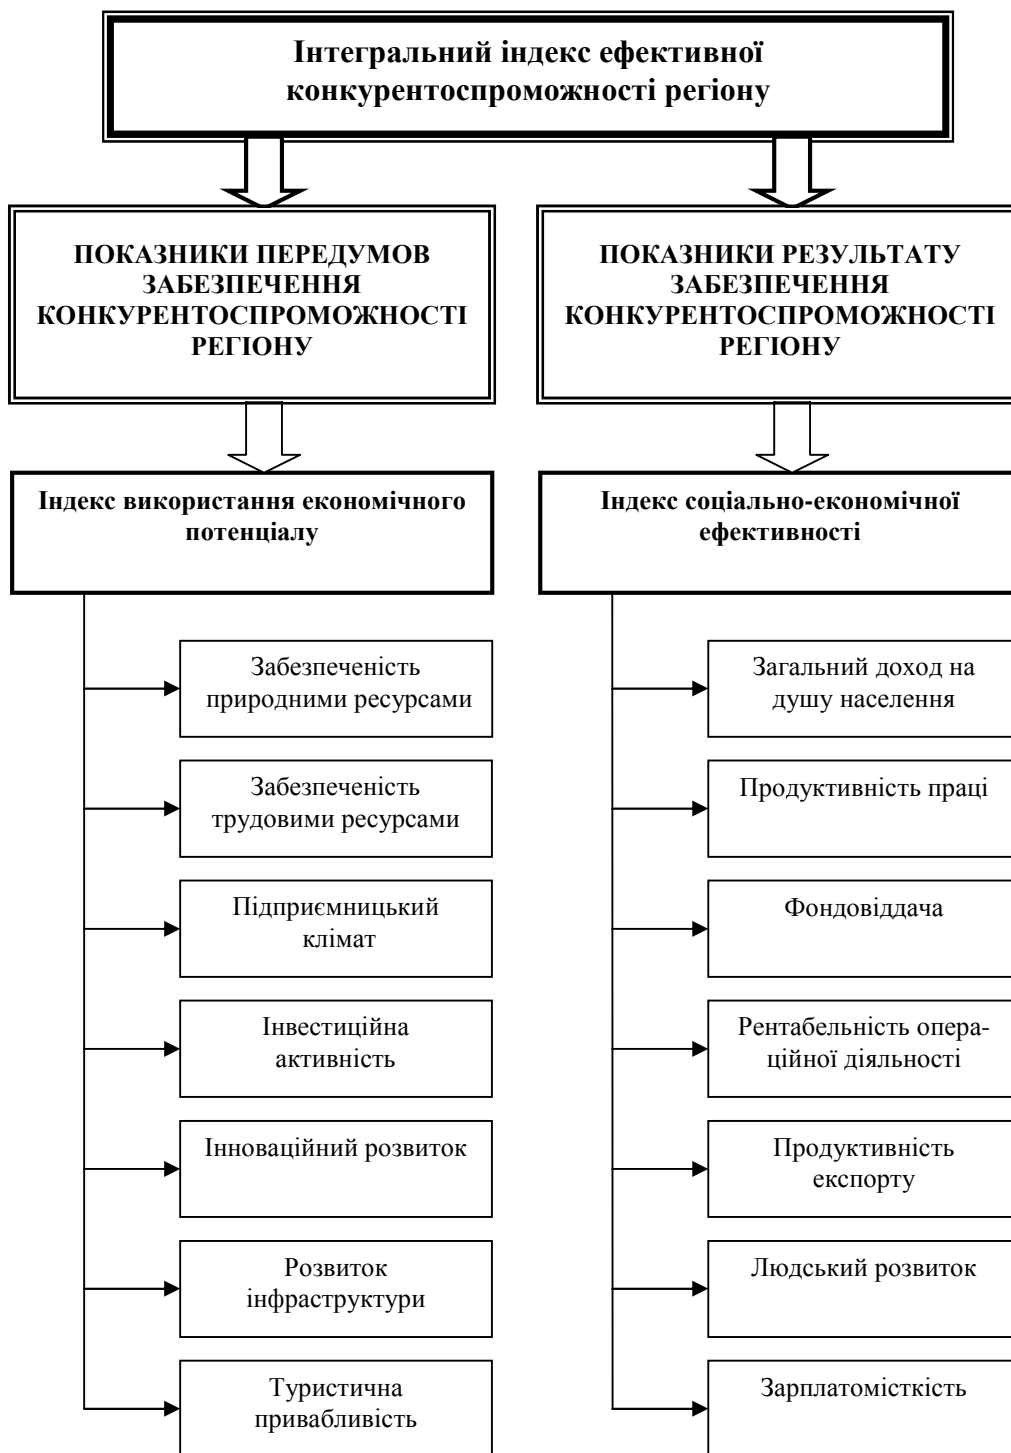 Інтегральний індекс ефективної
конкурентоспроможності регіону
ПОКАЗНИКИ ПЕРЕДУМОВ
ЗАБЕЗПЕЧЕННЯ
КОНКУРЕНТОСПРОМОЖНОСТІ
РЕГІОНУ
ПОКАЗНИКИ РЕЗУЛЬТАТУ
ЗАБЕЗПЕЧЕННЯ
КОНКУРЕНТОСПРОМОЖНОСТІ
РЕГІОНУ
Індекс використання економічного
потенціалу
Індекс соціально-економічної
ефективності
Забезпеченість
природними ресурсами
Забезпеченість
трудовими ресурсами
Підприємницький
клімат
Інвестиційна
активність
Інноваційний розвиток
Розвиток
інфраструктури
Туристична
привабливість
Загальний доход на
душу населення
Продуктивність праці
Фондовіддача
Рентабельність опера-
ційної діяльності
Продуктивність
експорту
Людський розвиток
Зарплатомісткість